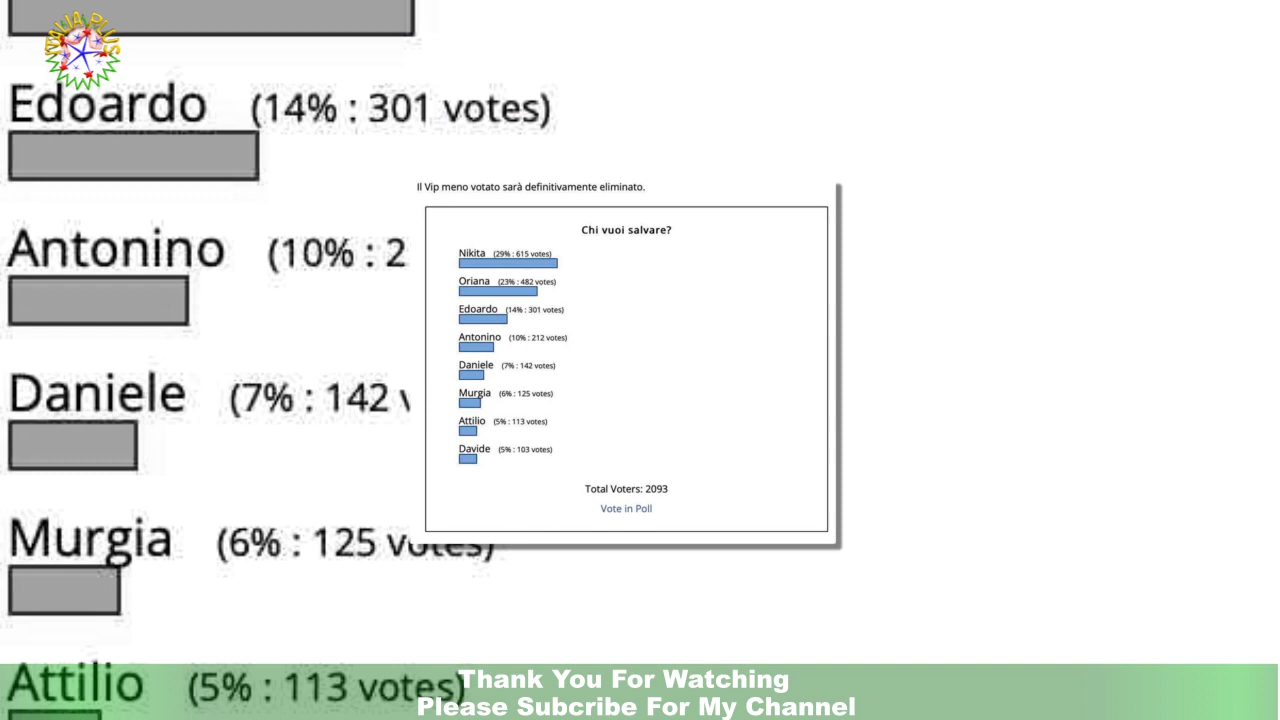 ITALIA PLUS
Edoardo (14% : 301 votes)
Antonino (10% : 2
Daniele (7% : 142 v
Murgia (6% : 125 votes)
Attilio (5% : 113 votes)
Il Vip meno votato sarà definitivamente eliminato.
Chi vuoi salvare?
Nikita (29% : 615 votes)
Oriana (23% : 482 votes)
Edoardo (14% : 301 votes)
Antonino (10% : 212 votes)
Daniele (7% : 142 votes)
Murgia (6% : 125 votes)
Attilio (5% : 113 votes)
Davide (5% : 103 votes)
Total Voters: 2093
Vote in Poll
Thank You For Watching
Please Subcribe For My Channel